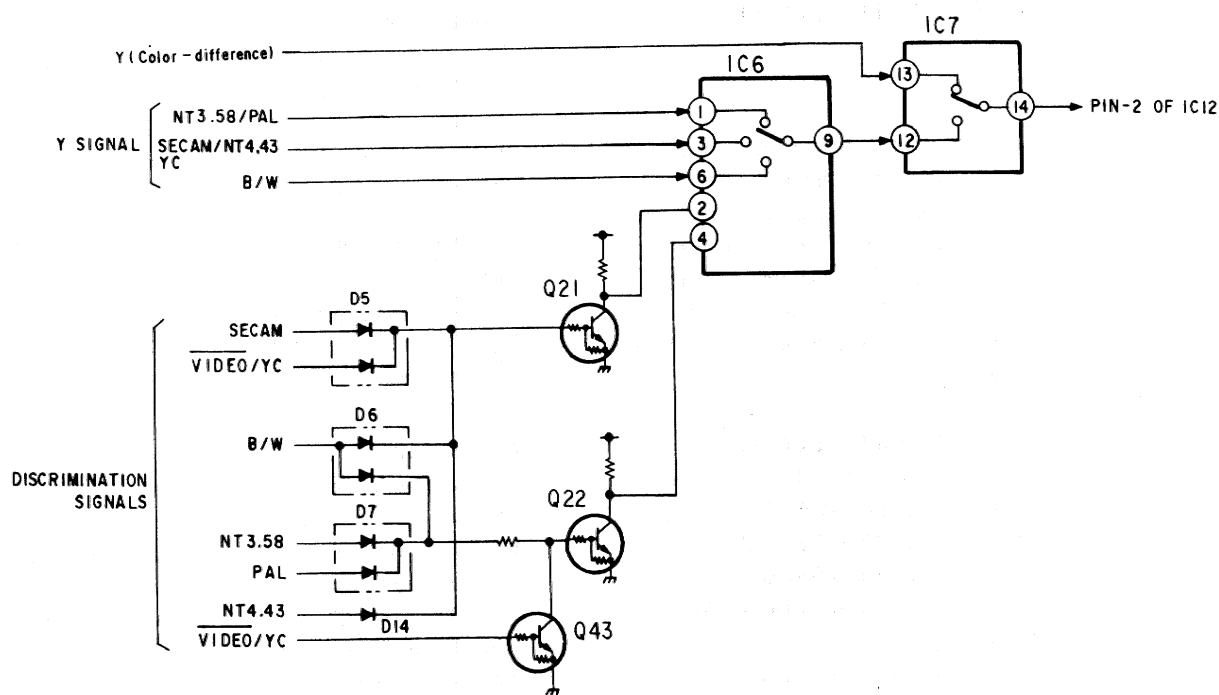 IC7
Y (Color-difference)
13
IC6
14
PIN-2 OF IC12
NT3.58/PAL
1
Y SIGNAL
SECAM/NT4,43
YC
3
9
12
B/W
6
2
4
Q21
D5
SECAM
VIDEO/YC
D6
B/W
DISCRIMINATION
SIGNALS
Q22
D7
NT3.58
PAL
NT4.43
D14
VIDEO/YC
Q43